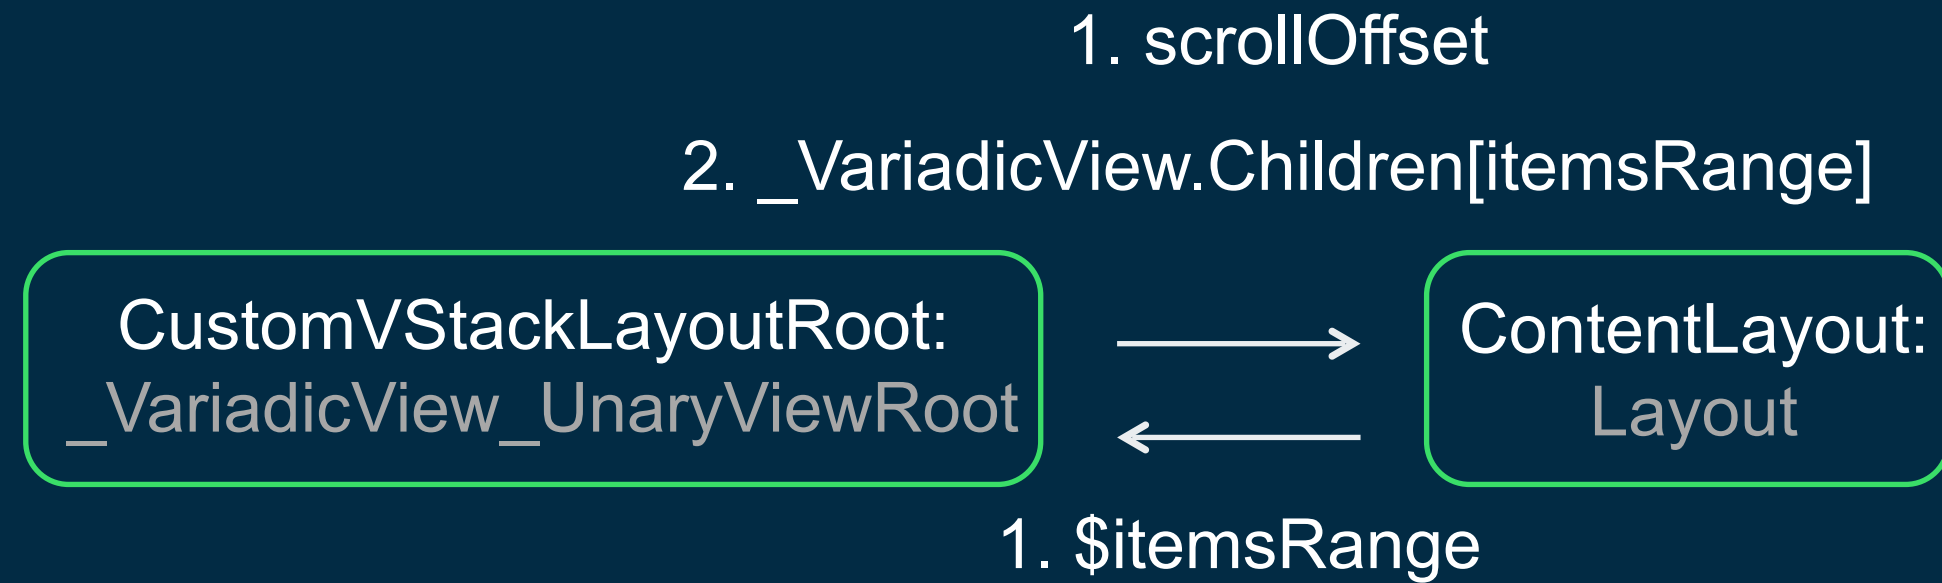 1. scrollOffset
2. _VariadicView.Children[itemsRange]
CustomVStackLayoutRoot:
_VariadicView_UnaryViewRoot
ContentLayout:
Layout
1. $itemsRange